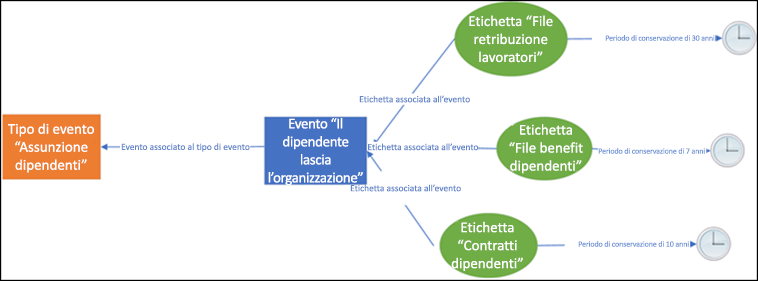 Tipo di evento
“Assunzione
dipendenti”
Evento associato al tipo di evento
Evento “Il
dipendente
lascia
l’organizzazione”
Etichetta associata all’evento
Etichetta “File
retribuzione
lavoratori”
Periodo di conservazione di 30 anni
Etichetta associata all’evento
Etichetta
“File benefit
dipendenti”
Periodo di conservazione di 7 anni
Etichetta associata all’evento
Etichetta
“Contratti
dipendenti”
Periodo di conservazione di 10 anni